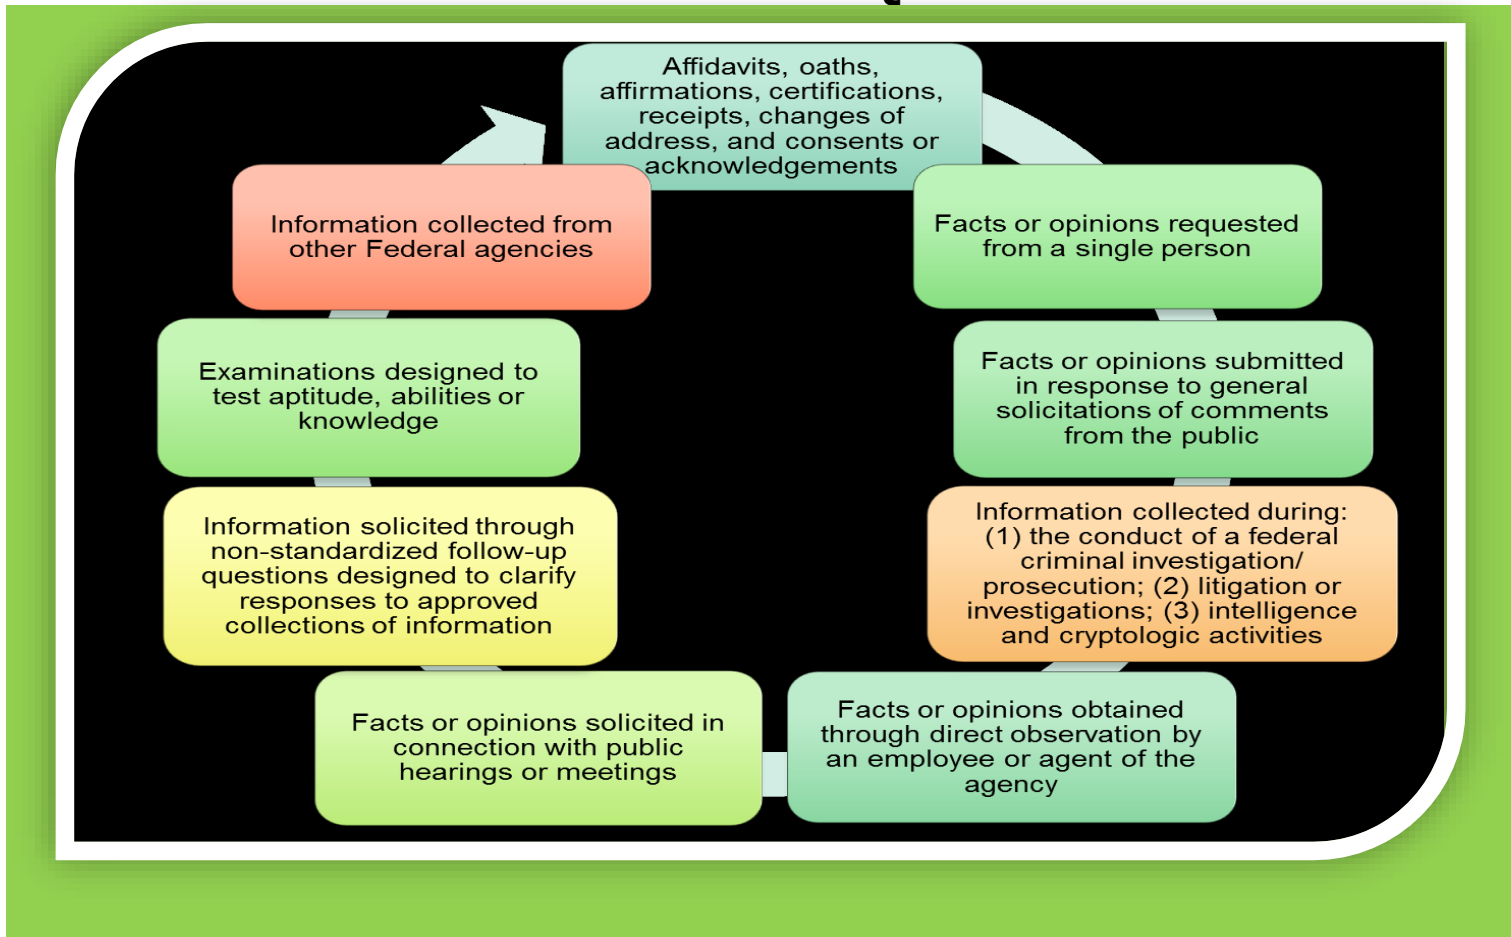 Affidavits, oaths,
affirmations, certifications,
receipts, changes of
address, and consents or
acknowledgements
Facts or opinions requested
from a single person
Facts or opinions submitted
in response to general
solicitations of comments
from the public
Information collected during:
(1) the conduct of a federal
criminal investigation/
prosecution; (2) litigation or
investigations; (3) intelligence
and cryptologic activities
Facts or opinions obtained
through direct observation by
an employee or agent of the
agency
Facts or opinions solicited in
connection with public
hearings or meetings
Information solicited through
non-standardized follow-up
questions designed to clarify
responses to approved
collections of information
Examinations designed to
test aptitude, abilities or
knowledge
Information collected from
other Federal agencies